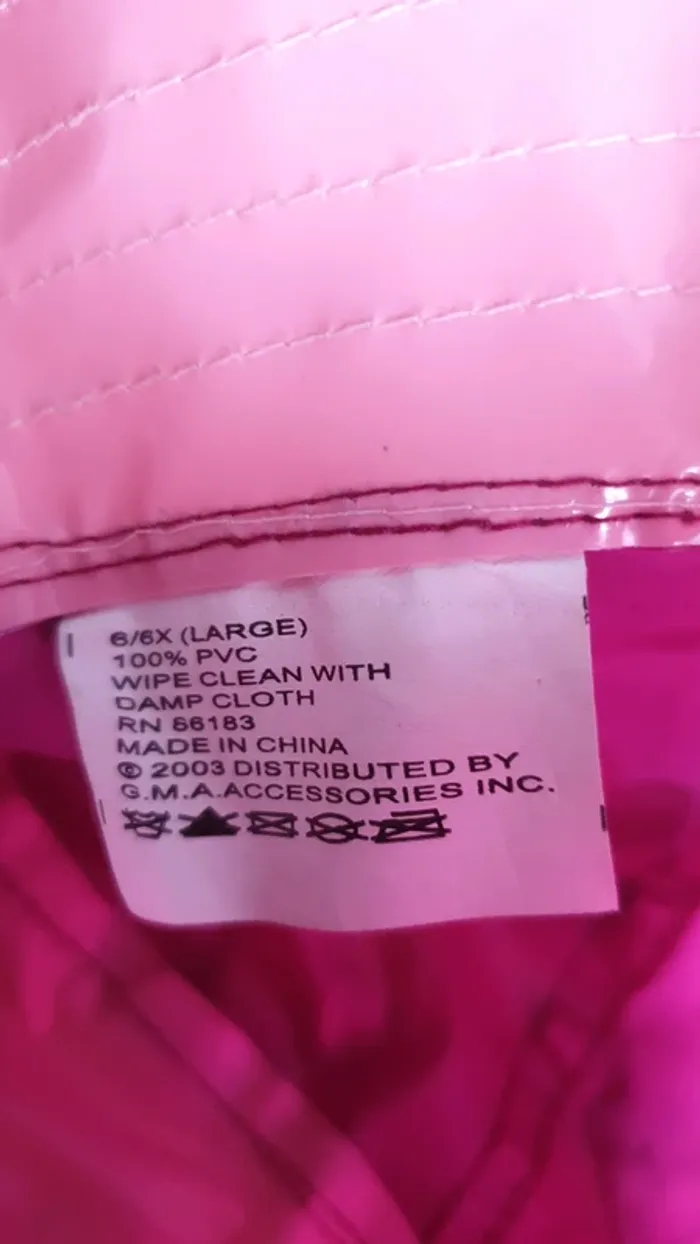 6/6X (LARGE)
100% PVC
WIPE CLEAN WITH
DAMP CLOTH
RN 86183
MADE IN CHINA
© 2003 DISTRIBUTED BY
G.M.A.ACCESSORIES INC.